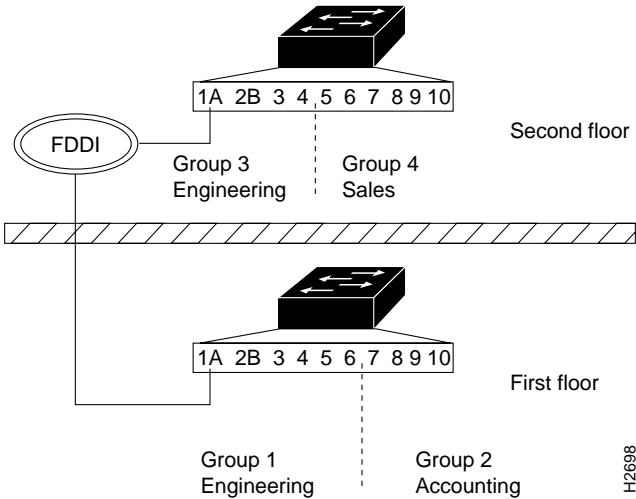 1A 2B 3 4 5 6 7 8 9 10
Second floor
FDDI
Group 3
Engineering
Group 4
Sales
1A 2B 3 4 5 6 7 8 9 10
First floor
Group 1
Engineering
Group 2
Accounting
H2698